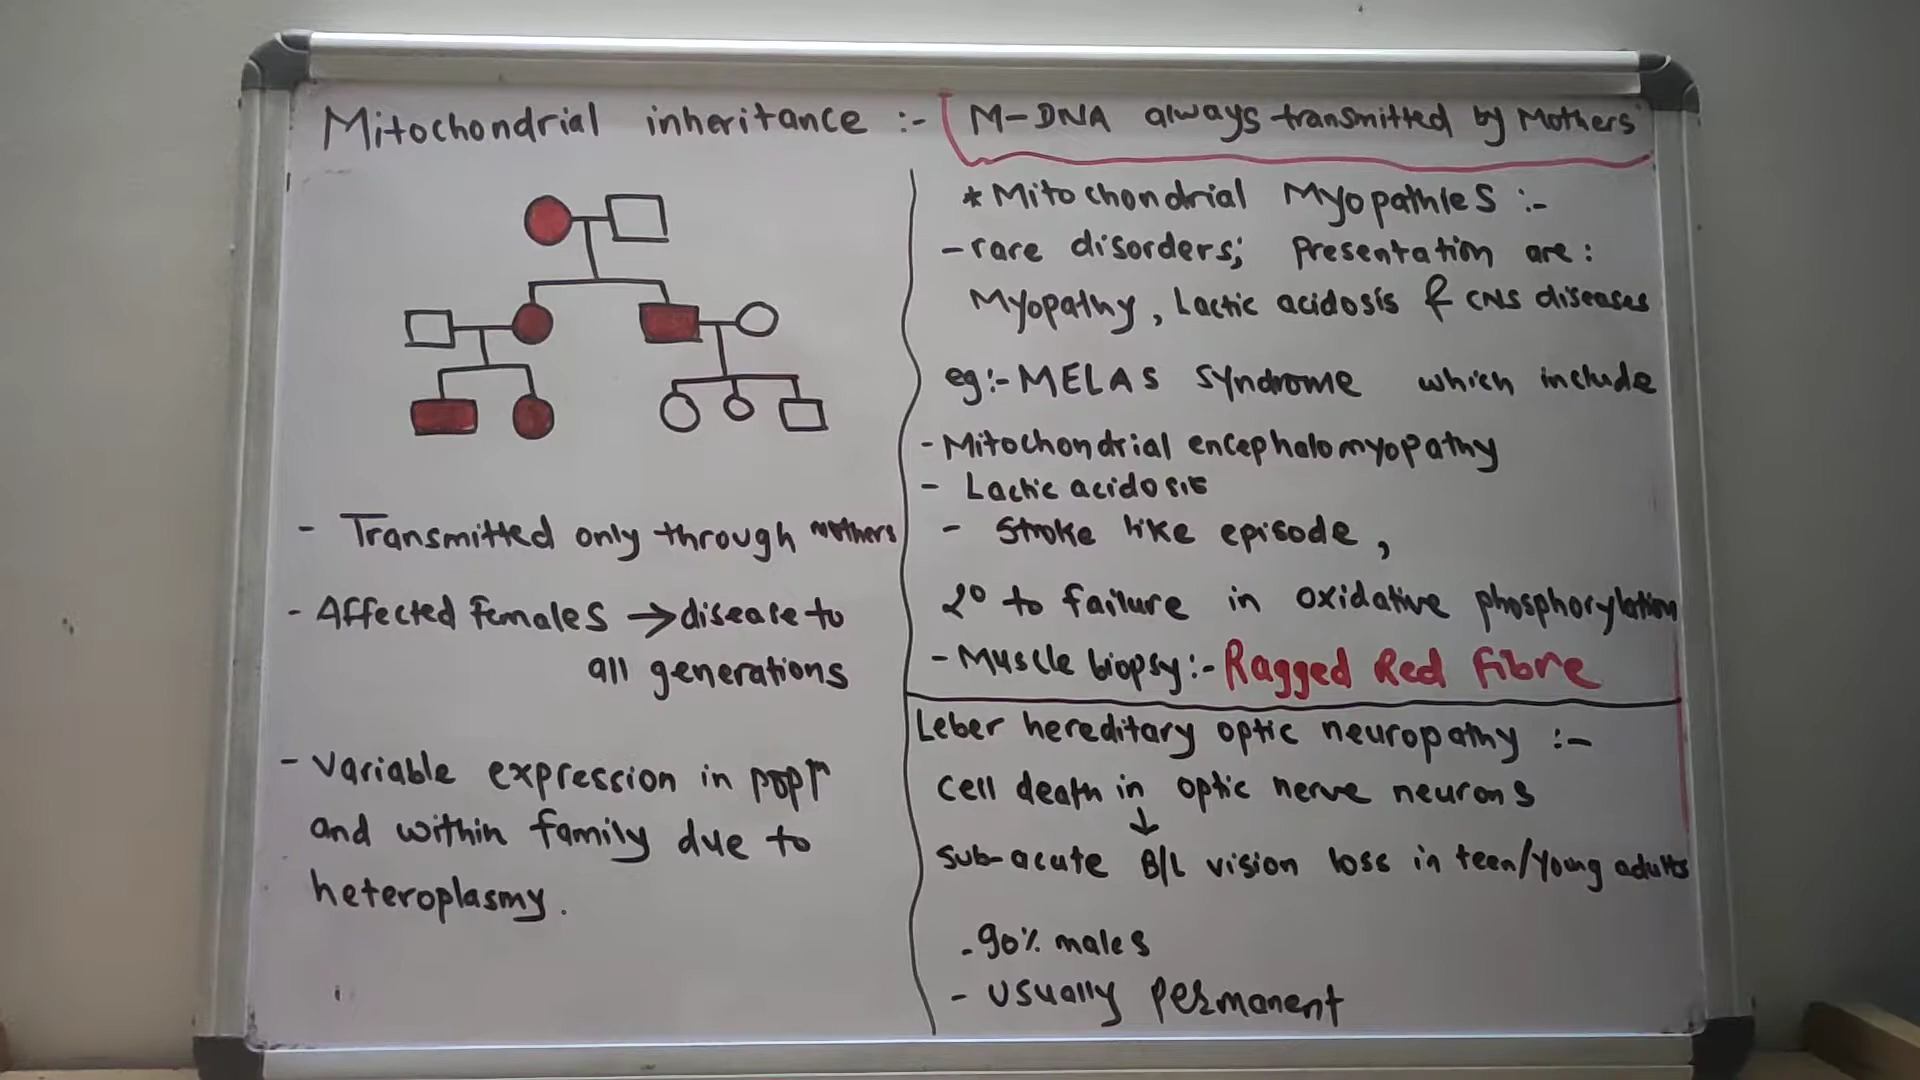 Mitochondrial inheritance :-
M-DNA always transmitted by Mothers
- Transmitted only through mothers
- Affected females → disease to
all generations
- Variable expression in popⁿ
and within family due to
heteroplasmy.
* Mitochondrial Myopathies :-
- rare disorders; Presentation are:
Myopathy, Lactic acidosis & CNS diseases
eg:- MELAS Syndrome which include
- Mitochondrial encephalomyopathy
- Lactic acidosis
- Stroke like episode,
2° to failure in oxidative phosphorylation
- Muscle biopsy:- Ragged Red Fibre
Leber hereditary optic neuropathy :-
Cell death in optic nerve neurons
↓
sub-acute B/L vision loss in teen/young adults
- 90% males
- usually permanent